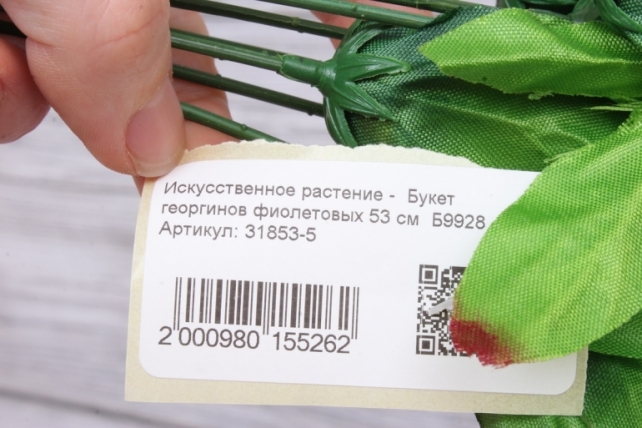 Искусственное растение - Букет
георгинов фиолетовых 53 см Б9928
Артикул: 31853-5
2 000980 155262